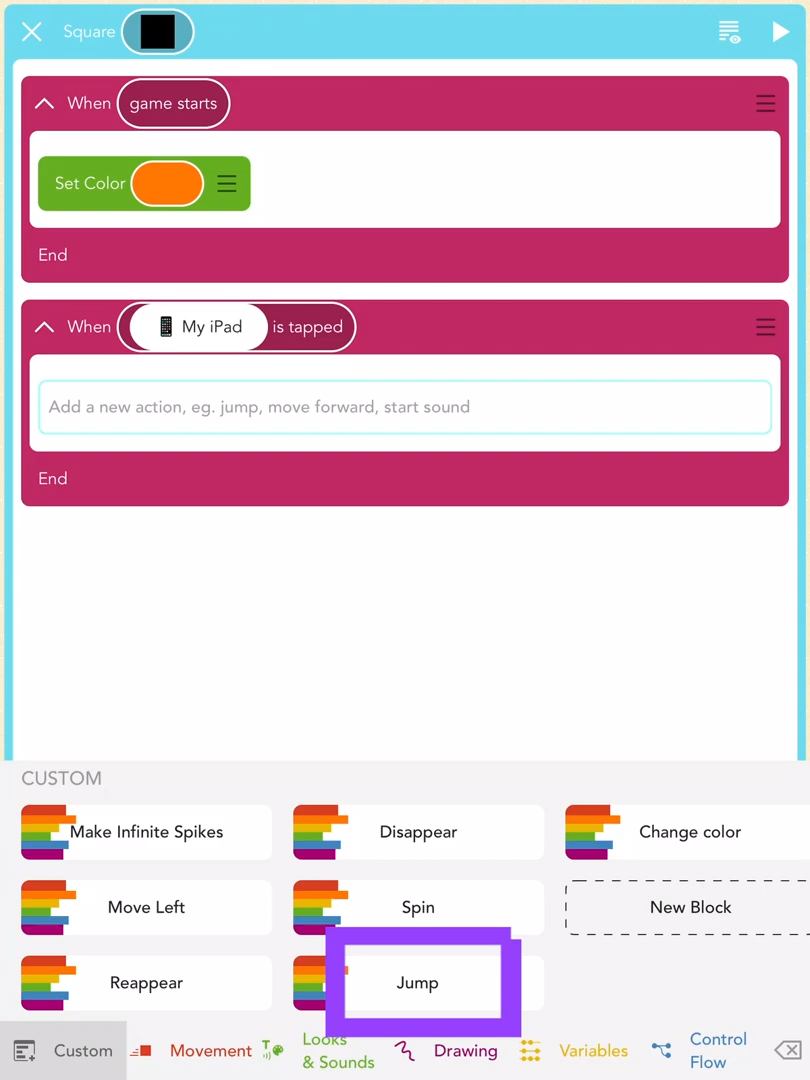 Square
When game starts
Set Color
End
When My iPad is tapped
Add a new action, eg. jump, move forward, start sound
End
CUSTOM
Make Infinite Spikes
Disappear
Change color
Move Left
Spin
New Block
Reappear
Jump
Custom
Movement
Looks
& Sounds
Drawing
Variables
Control
Flow